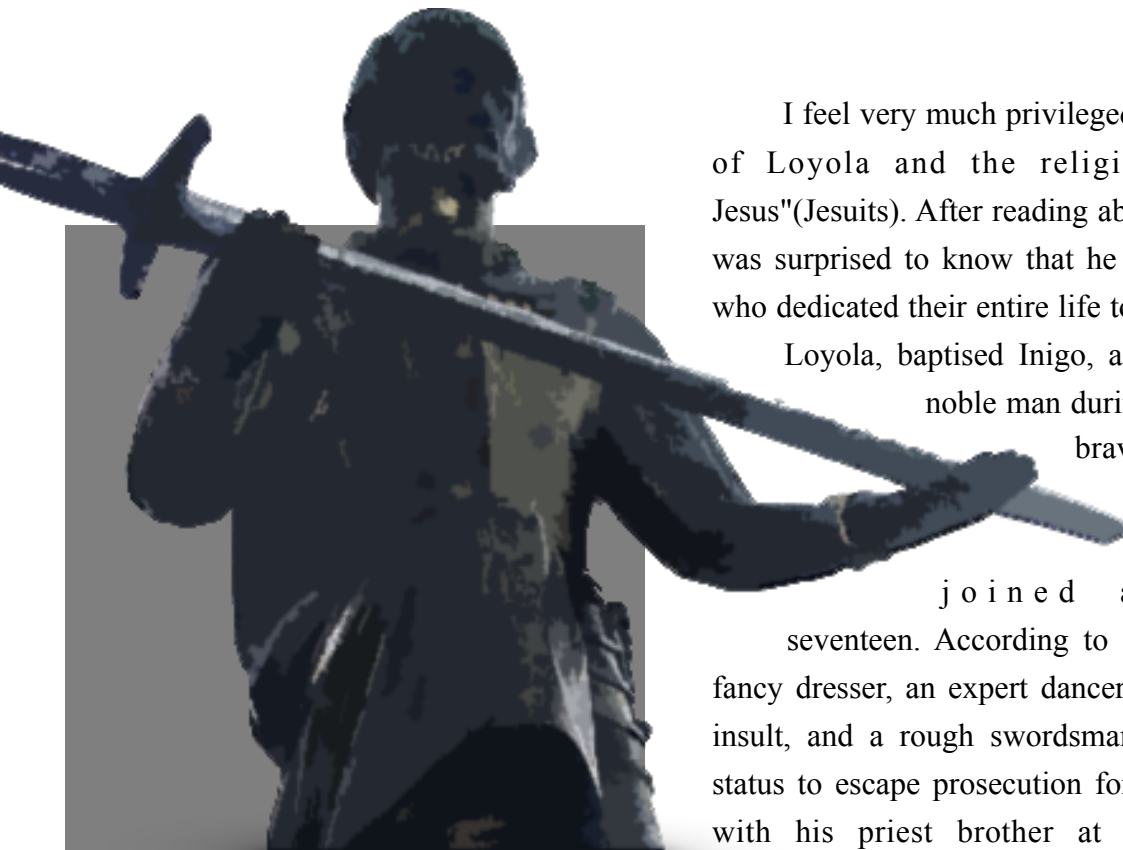 I feel very much privileged
of Loyola and the religi
Jesus"(Jesuits). After reading ab
was surprised to know that he
who dedicated their entire life to
Loyola, baptised Inigo, a
noble man duri
brav
joined a
seventeen. According to
fancy dresser, an expert dancer
insult, and a rough swordsman
status to escape prosecution for
with his priest brother at